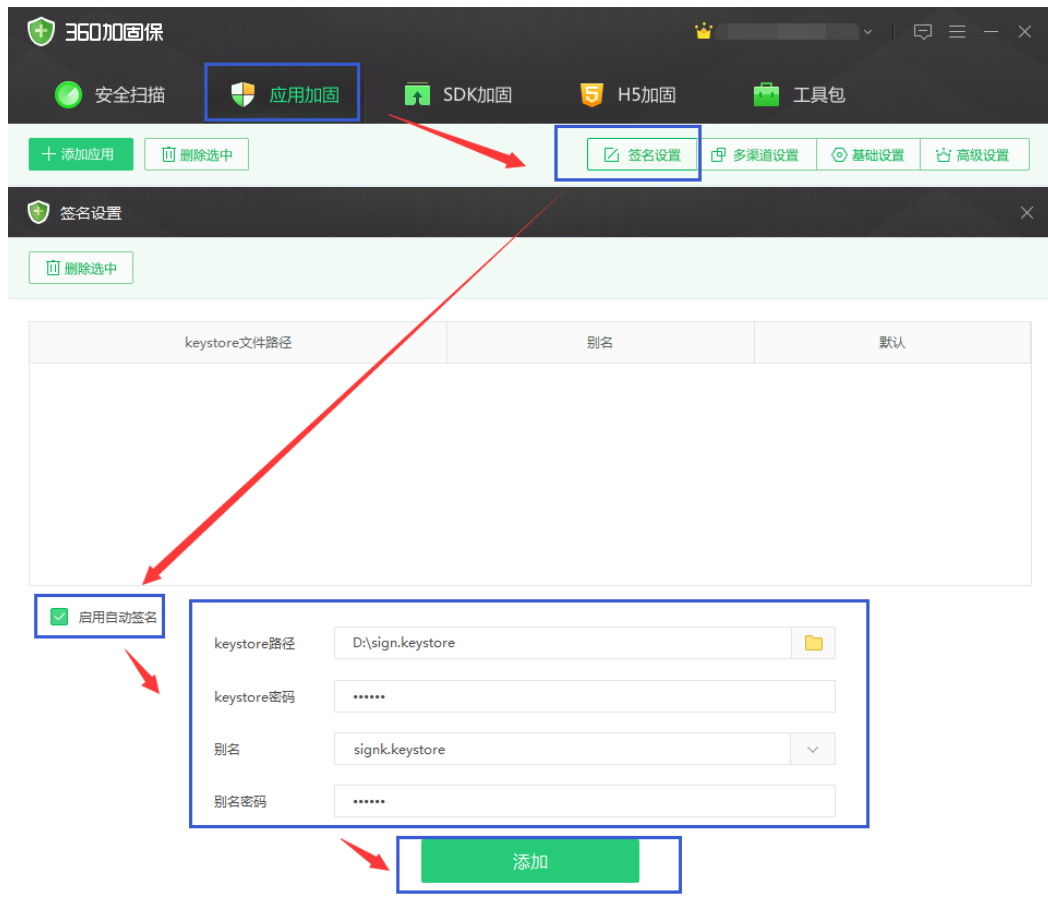 360加固保
安全扫描 应用加固 SDK加固 H5加固 工具包
添加应用 删除选中 签名设置 多渠道设置 基础设置 高级设置
签名设置
删除选中
keystore文件路径 别名 默认
启用自动签名
keystore路径 D:\sign.keystore
keystore密码 ••••••
别名 signk.keystore
别名密码 ••••••
添加